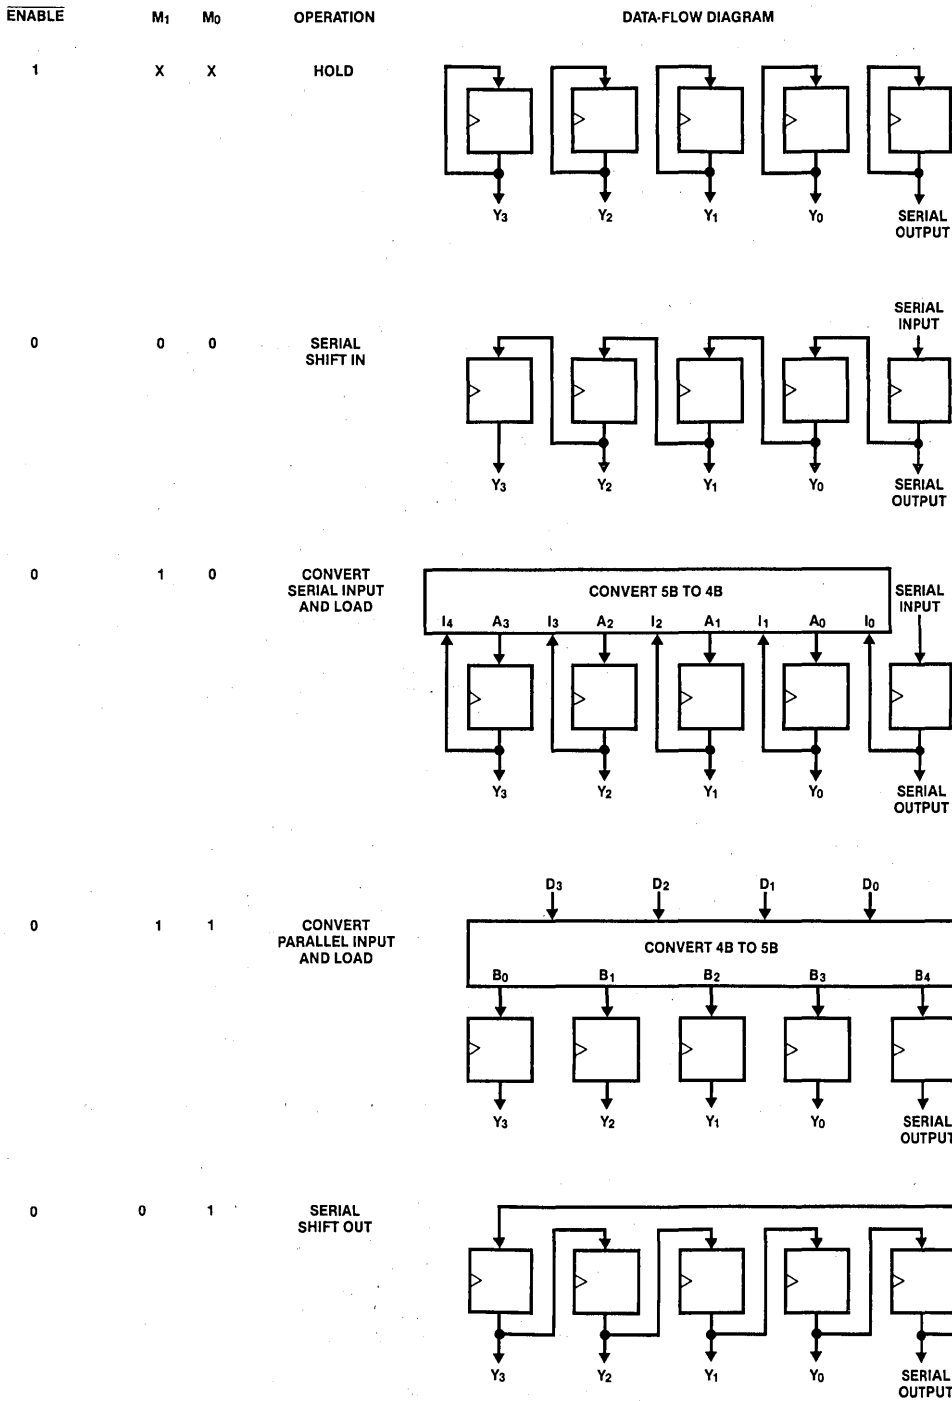 ENABLE M1 M0 OPERATION DATA-FLOW DIAGRAM
1 X X HOLD
Y3 Y2 Y1 Y0 SERIAL
OUTPUT
SERIAL
INPUT
0 0 0 SERIAL
SHIFT IN
Y3 Y2 Y1 Y0 SERIAL
OUTPUT
0 1 0 CONVERT
SERIAL INPUT
AND LOAD
CONVERT 5B TO 4B
SERIAL
INPUT
I4 A3 I3 A2 I2 A1 I1 A0 I0
Y3 Y2 Y1 Y0 SERIAL
OUTPUT
D3 D2 D1 D0
0 1 1 CONVERT
PARALLEL INPUT
AND LOAD
CONVERT 4B TO 5B
B0 B1 B2 B3 B4
Y3 Y2 Y1 Y0 SERIAL
OUTPUT
0 0 1 SERIAL
SHIFT OUT
Y3 Y2 Y1 Y0 SERIAL
OUTPUT